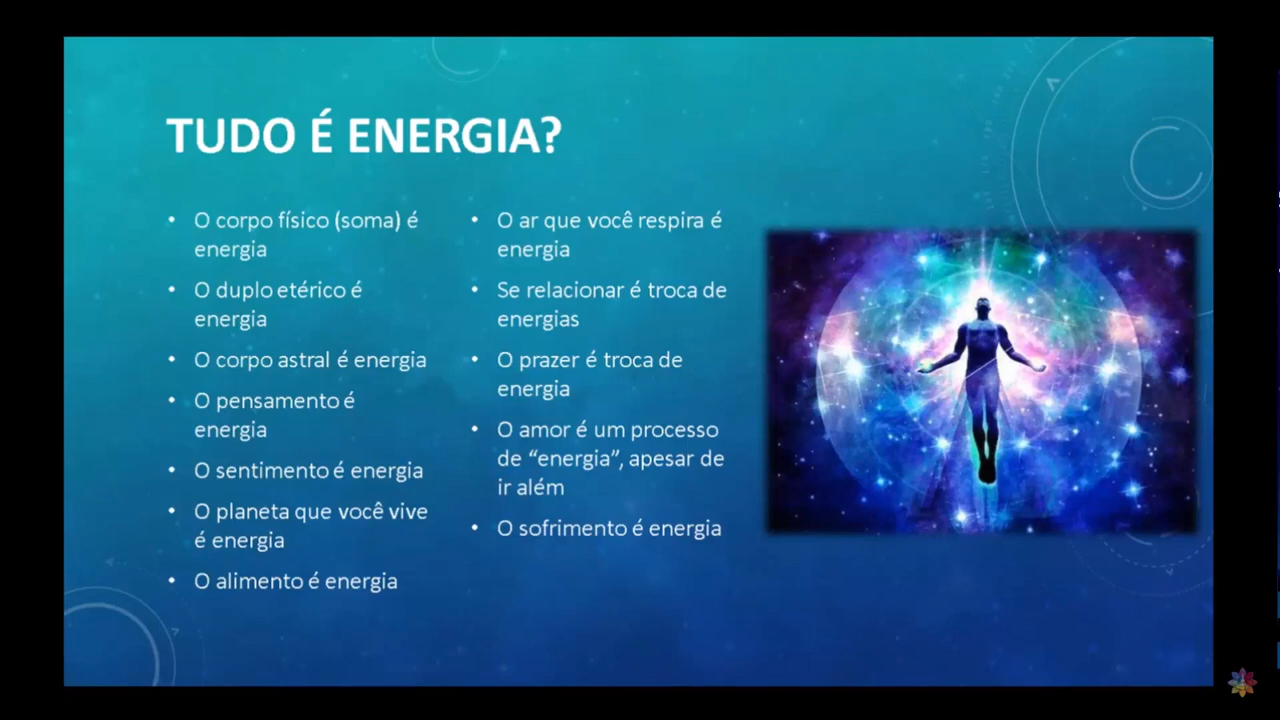 TUDO É ENERGIA?
• O corpo físico (soma) é
energia
• O duplo etérico é
energia
• O corpo astral é energia
• O pensamento é
energia
• O sentimento é energia
• O planeta que você vive
é energia
• O alimento é energia
• O ar que você respira é
energia
• Se relacionar é troca de
energias
• O prazer é troca de
energia
• O amor é um processo
de “energia”, apesar de
ir além
• O sofrimento é energia